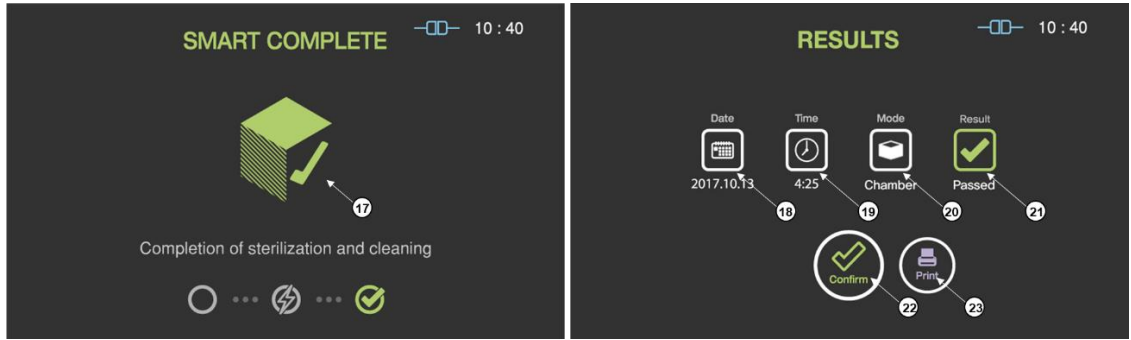 SMART COMPLETE
10 : 40
17
Completion of sterilization and cleaning
RESULTS
10 : 40
Date Time Mode Result
2017.10.13 4:25 Chamber Passed
18 19 20 21
Confirm Print
22 23